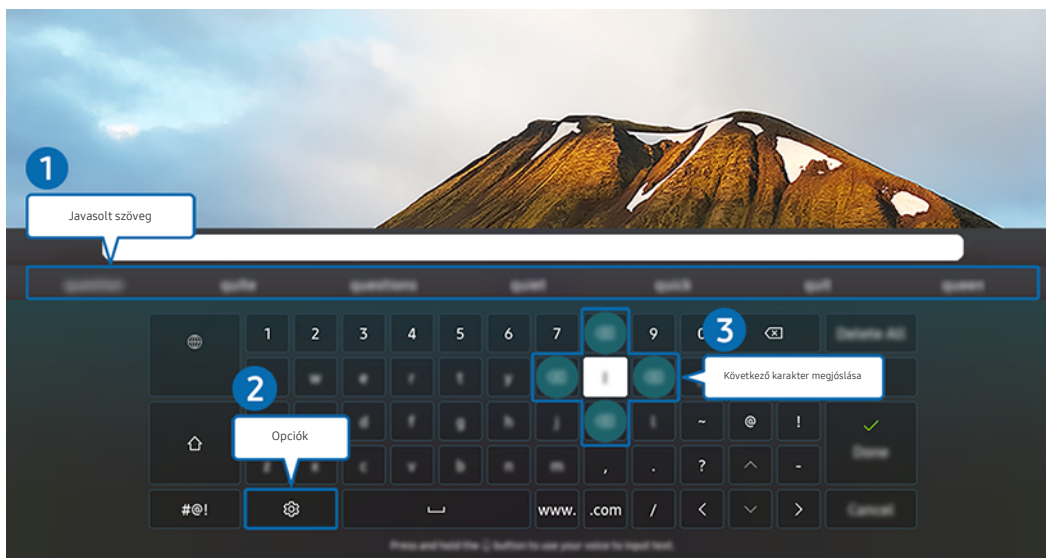 1
Javasolt szöveg
question quite questions quiet quick quit queen
1 2 3 4 5 6 7 9
3
Delete All
Következő karakter megjóslása
2
w e r t y
Opciók
d f g h j l ~ @ !
Done
z x c v b n m , . ? ^ -
#@! www. .com / < >
Cancel
Press and hold the button to use your voice to input text.